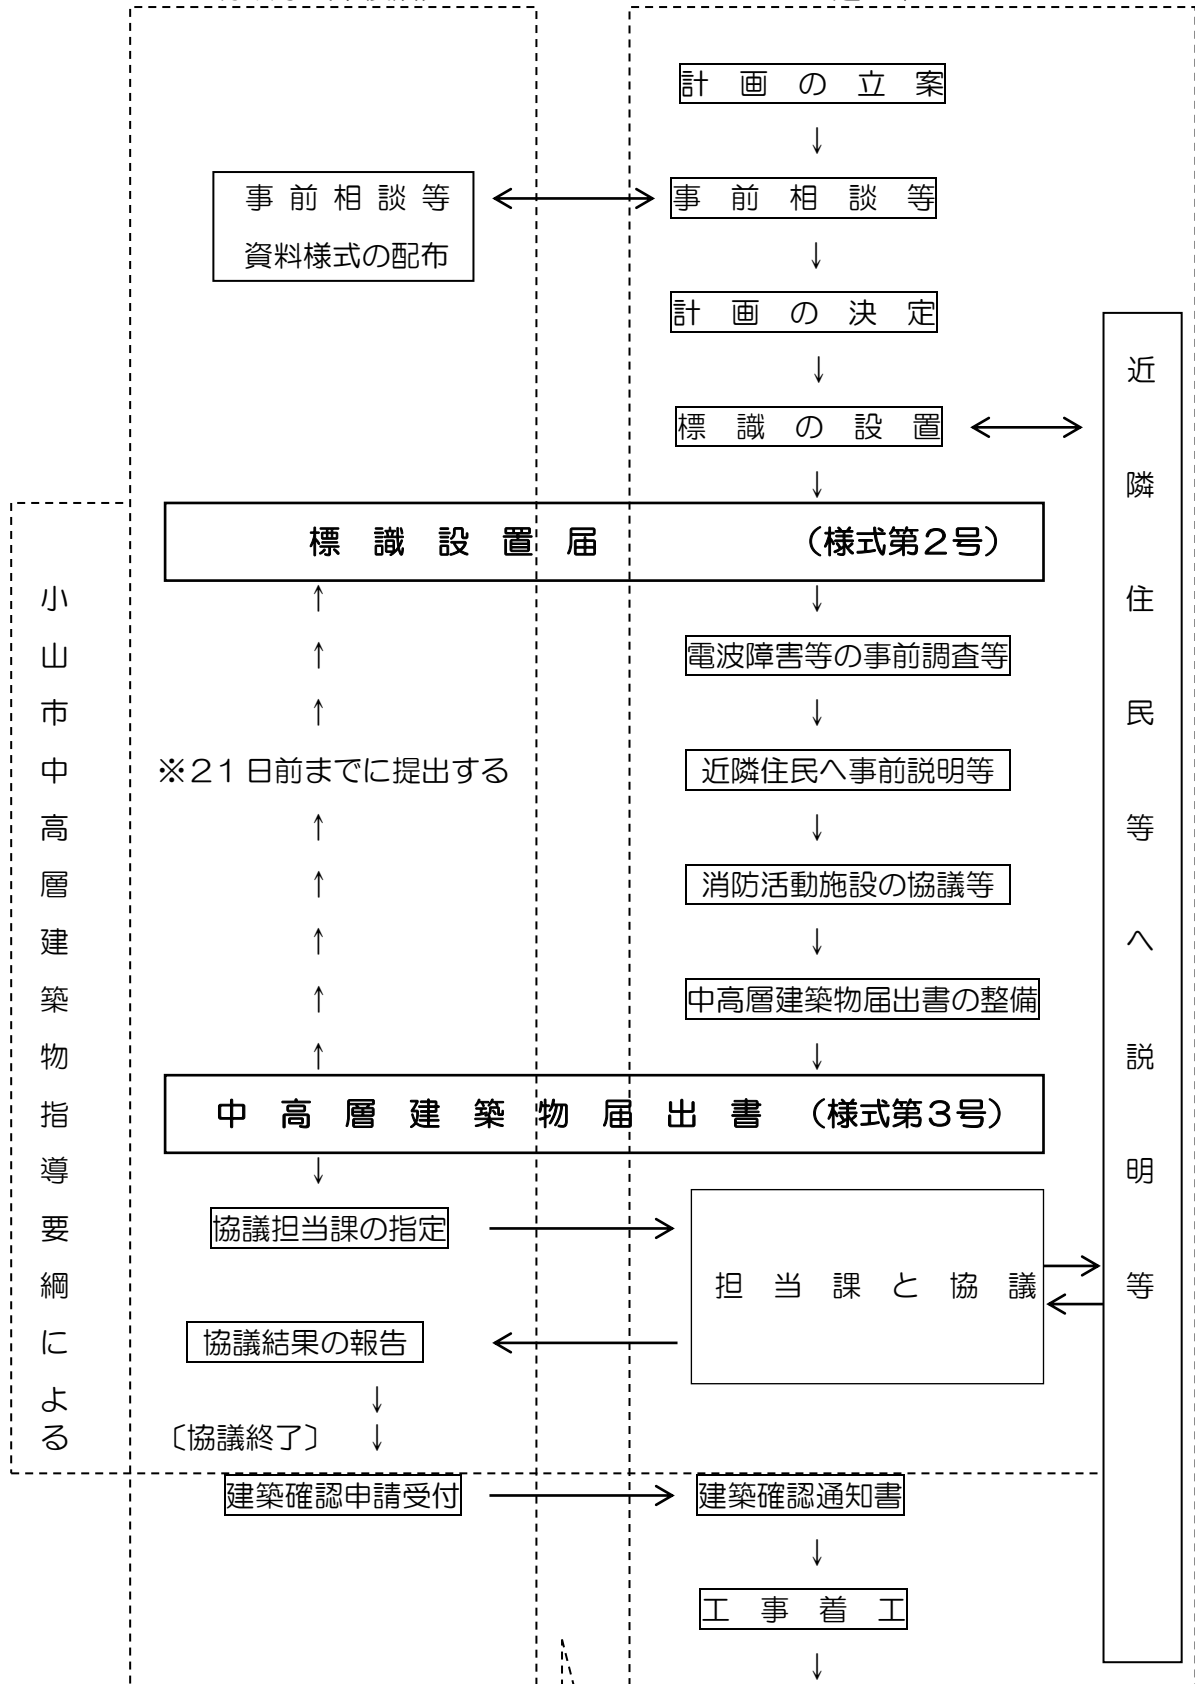 計画の立案
↓
事前相談等
資料様式の配布
事前相談等
↓
計画の決定
↓
標識の設置
↓
標識設置届 (様式第2号)
↑
↑
↑
※21日前までに提出する
↑
↑
↑
↑
↑
↓
電波障害等の事前調査等
↓
近隣住民へ事前説明等
↓
消防活動施設の協議等
↓
中高層建築物届出書の整備
↓
中高層建築物届出書 (様式第3号)
↓
協議担当課の指定
担当課と協議
協議結果の報告
↓
〔協議終了〕 ↓
建築確認申請受付
建築確認通知書
↓
工事着工
↓
小山市中高層建築物指導要綱による
近隣住民等へ説明等